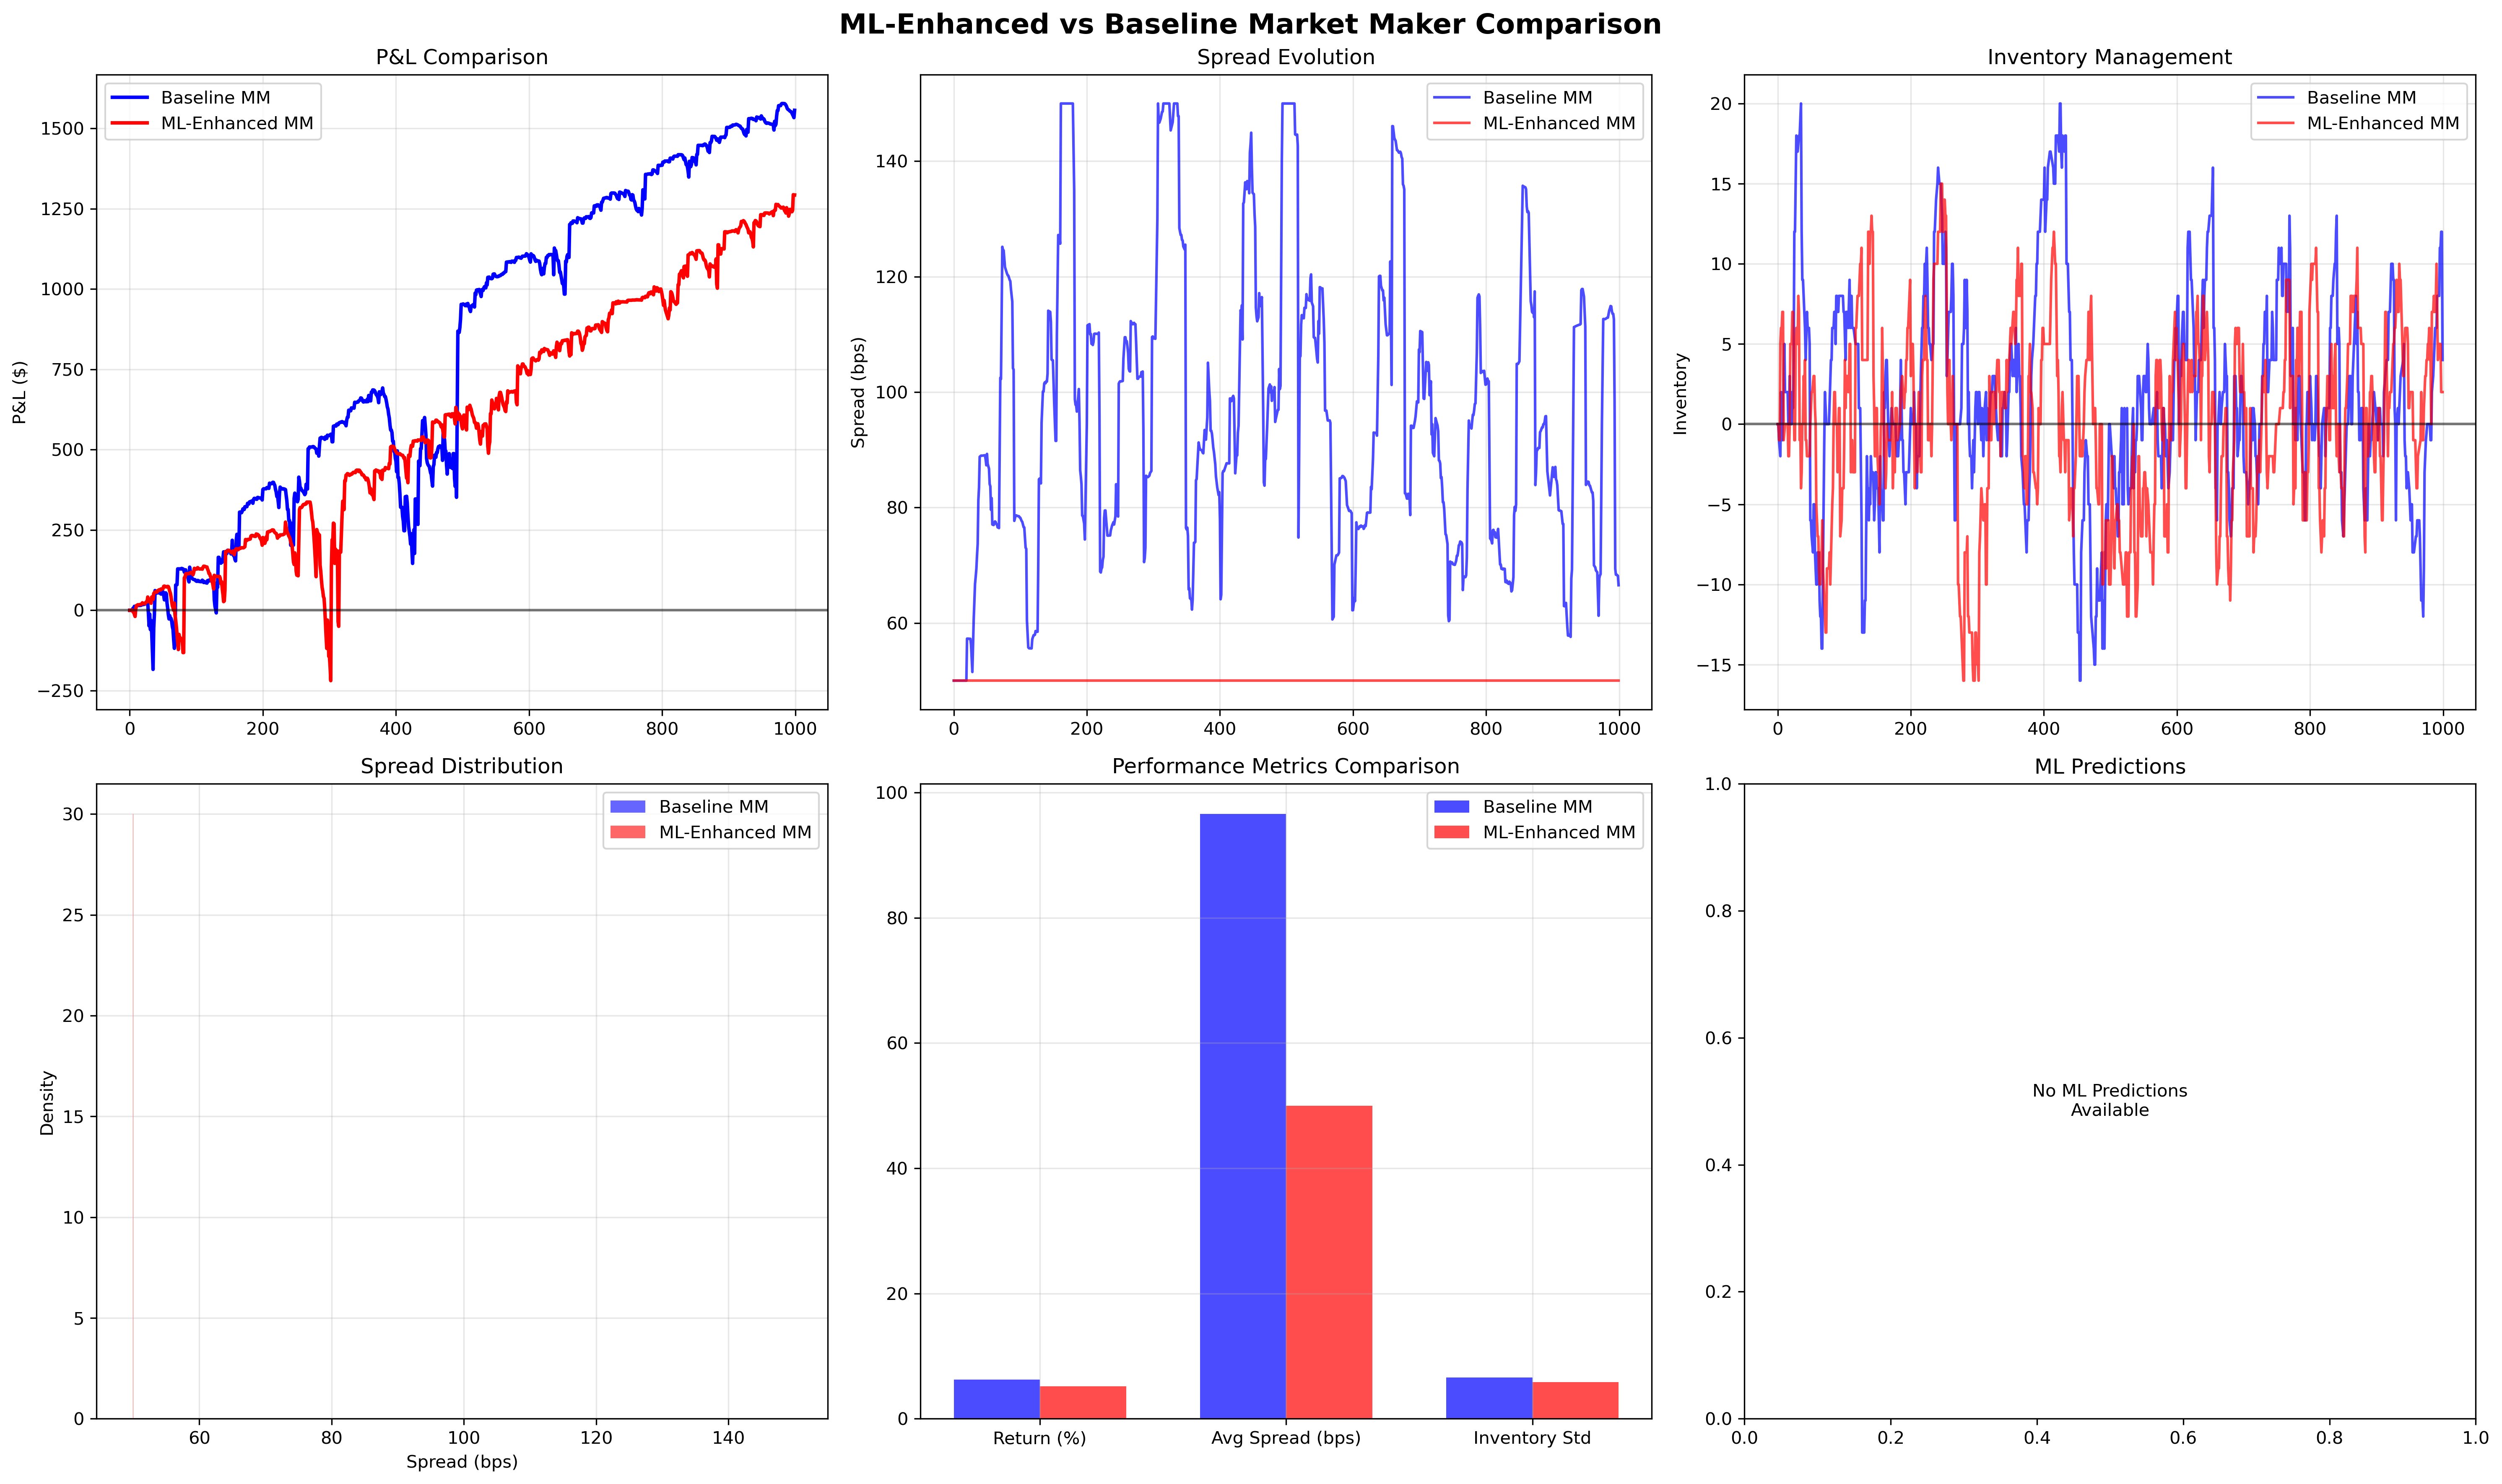 ML-Enhanced vs Baseline Market Maker Comparison
P&L Comparison
Baseline MM
ML-Enhanced MM
P&L ($)
1500
1250
1000
750
500
250
0
−250
0 200 400 600 800 1000
Spread Evolution
Baseline MM
ML-Enhanced MM
Spread (bps)
140
120
100
80
60
0 200 400 600 800 1000
Inventory Management
Baseline MM
ML-Enhanced MM
Inventory
20
15
10
5
0
−5
−10
−15
0 200 400 600 800 1000
Spread Distribution
Baseline MM
ML-Enhanced MM
Density
30
25
20
15
10
5
0
60 80 100 120 140
Spread (bps)
Performance Metrics Comparison
Baseline MM
ML-Enhanced MM
100
80
60
40
20
0
Return (%) Avg Spread (bps) Inventory Std
ML Predictions
1.0
0.8
0.6
0.4
0.2
0.0
No ML Predictions
Available
0.0 0.2 0.4 0.6 0.8 1.0